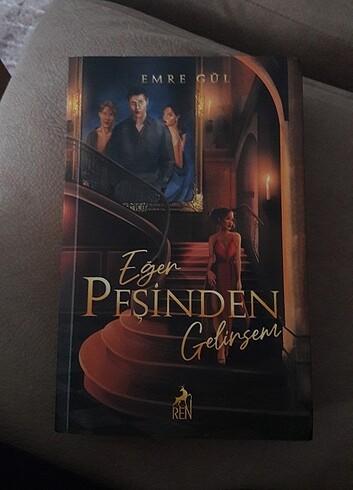 EMRE GÜL
Eğer
PEŞİNDEN
Gelirsem
REN